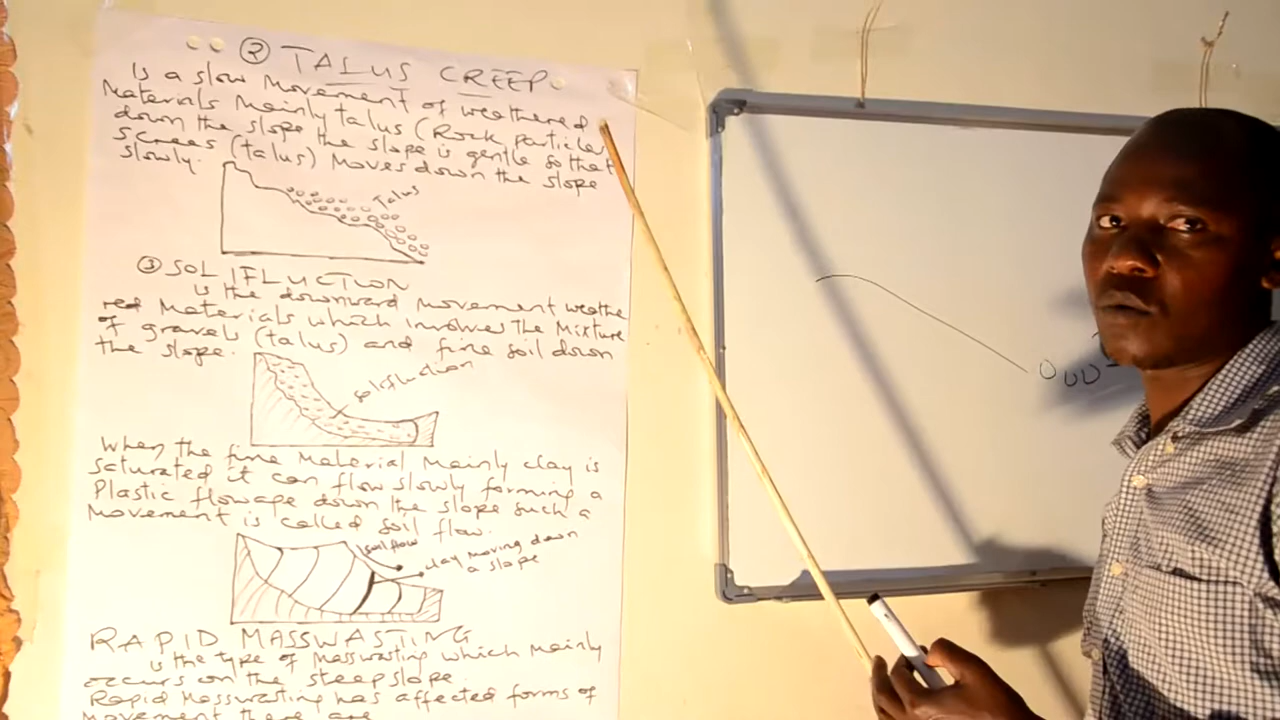 ② TALUS CREEP
Is a slow Movement of weathered
Materials Mainly talus (Rock particles
down the slope the slope is gentle so that
screes (talus) Moves down the slope
slowly.
Talus
③ SOLIFLUCTION
is the downward movement weathe
red Materials which involves The Mixture
of gravels (talus) and fine soil down
the slope.
Solifluction
When the fine Material Mainly clay is
saturated it can flow slowly forming a
Plastic flowage down the slope such a
Movement is called soil flow.
soil flow
clay moving down
a slope
RAPID MASSWASTING
is the type of Masswasting which mainly
occurs on the steep slope.
Rapid Masswasting has affected forms of
Movement there are